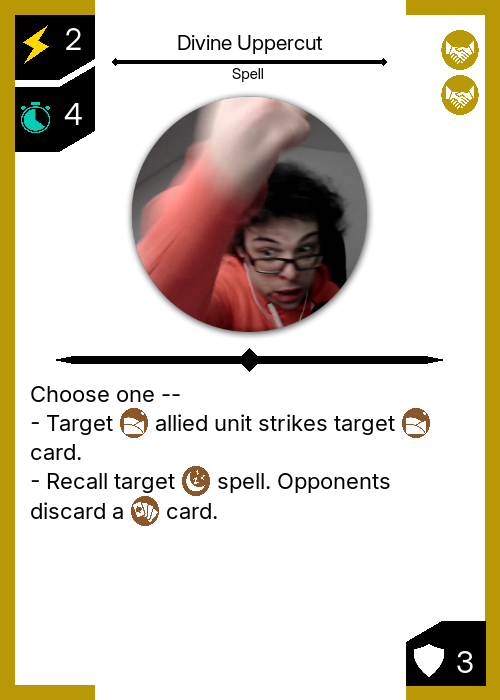 2
Divine Uppercut
Spell
4
Choose one --
- Target allied unit strikes target
card.
- Recall target spell. Opponents
discard a card.
3